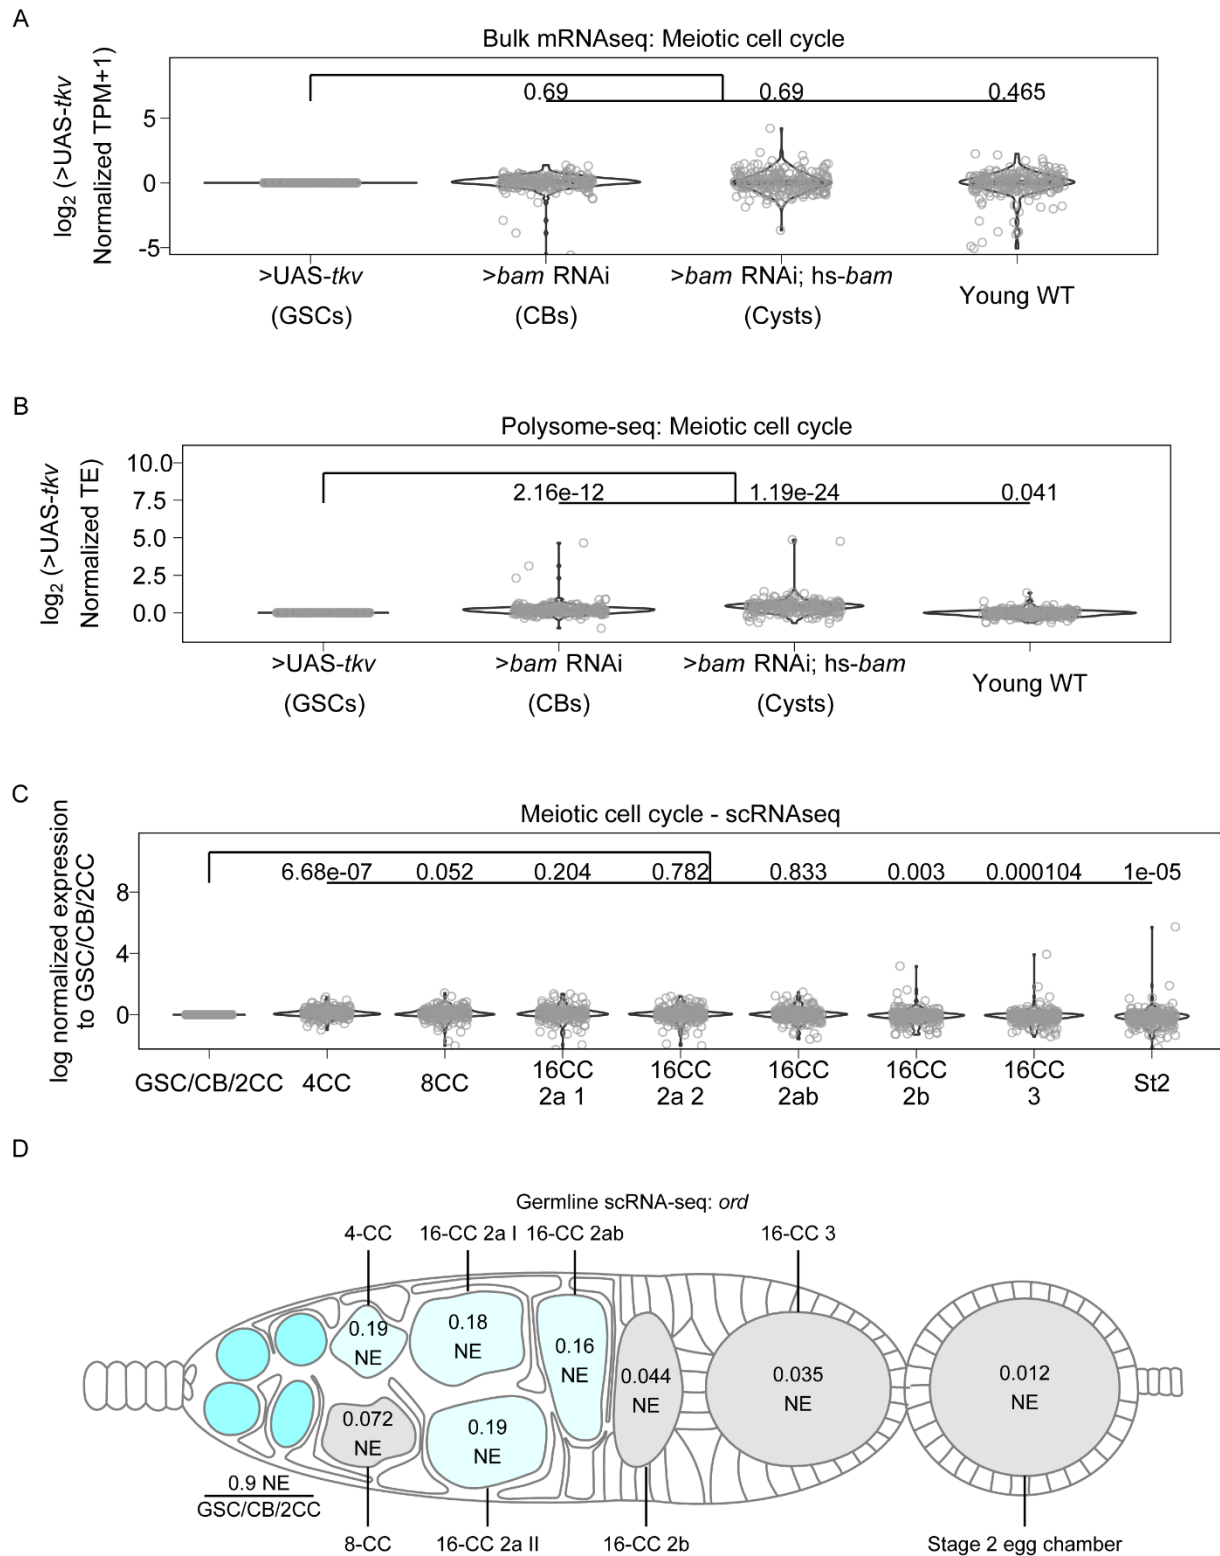 A
Bulk mRNAseq: Meiotic cell cycle
log2 (>UAS-tkv
Normalized TPM+1)
5
0
-5
0.69 0.69 0.465
>UAS-tkv >bam RNAi >bam RNAi; hs-bam Young WT
(GSCs) (CBs) (Cysts)
B
Polysome-seq: Meiotic cell cycle
log2 (>UAS-tkv
Normalized TE)
10.0
7.5
5.0
2.5
0.0
2.16e-12 1.19e-24 0.041
>UAS-tkv >bam RNAi >bam RNAi; hs-bam Young WT
(GSCs) (CBs) (Cysts)
C
Meiotic cell cycle - scRNAseq
log normalized expression
to GSC/CB/2CC
8
4
0
6.68e-07 0.052 0.204 0.782 0.833 0.003 0.000104 1e-05
GSC/CB/2CC 4CC 8CC 16CC 16CC 16CC 16CC 16CC St2
2a 1 2a 2 2ab 2b 3
D
Germline scRNA-seq: ord
4-CC 16-CC 2a I 16-CC 2ab 16-CC 3
0.19
NE
0.18
NE
0.16
NE
0.044
NE
0.035
NE
0.012
NE
0.072
NE
0.19
NE
0.9 NE
GSC/CB/2CC
8-CC 16-CC 2a II 16-CC 2b Stage 2 egg chamber